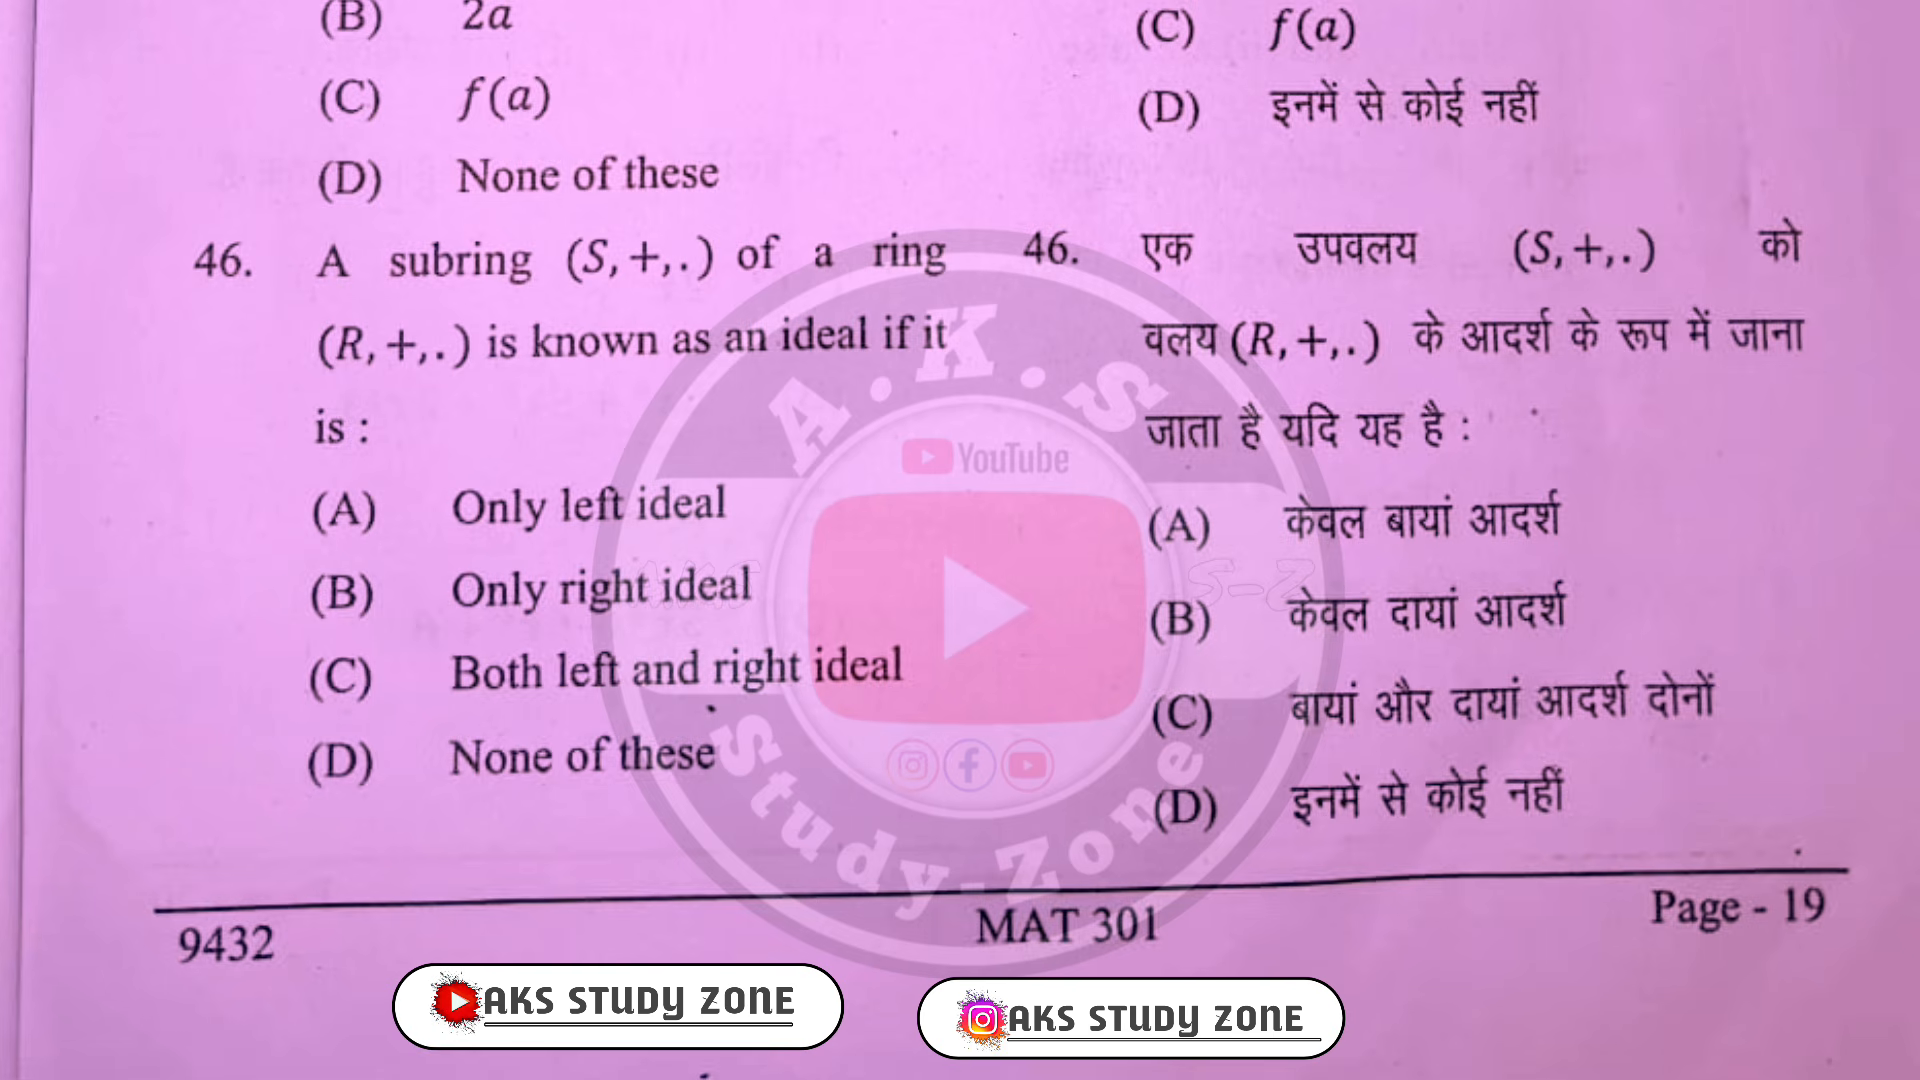 (B) 2a
(C) f(a)
(D) None of these
46. A subring (S,+,.) of a ring
(R,+,.) is known as an ideal if it
is :
(A) Only left ideal
(B) Only right ideal
(C) Both left and right ideal
(D) None of these
(C) f(a)
(D) इनमें से कोई नहीं
46. एक उपवलय (S,+,.) को
वलय (R,+,.) के आदर्श के रूप में जाना
जाता है यदि यह है :
(A) केवल बायां आदर्श
(B) केवल दायां आदर्श
(C) बायां और दायां आदर्श दोनों
(D) इनमें से कोई नहीं
A.K.S
YouTube
AKS S-Z
Study-Zone
9432 MAT 301 Page - 19
AKS STUDY ZONE
AKS STUDY ZONE